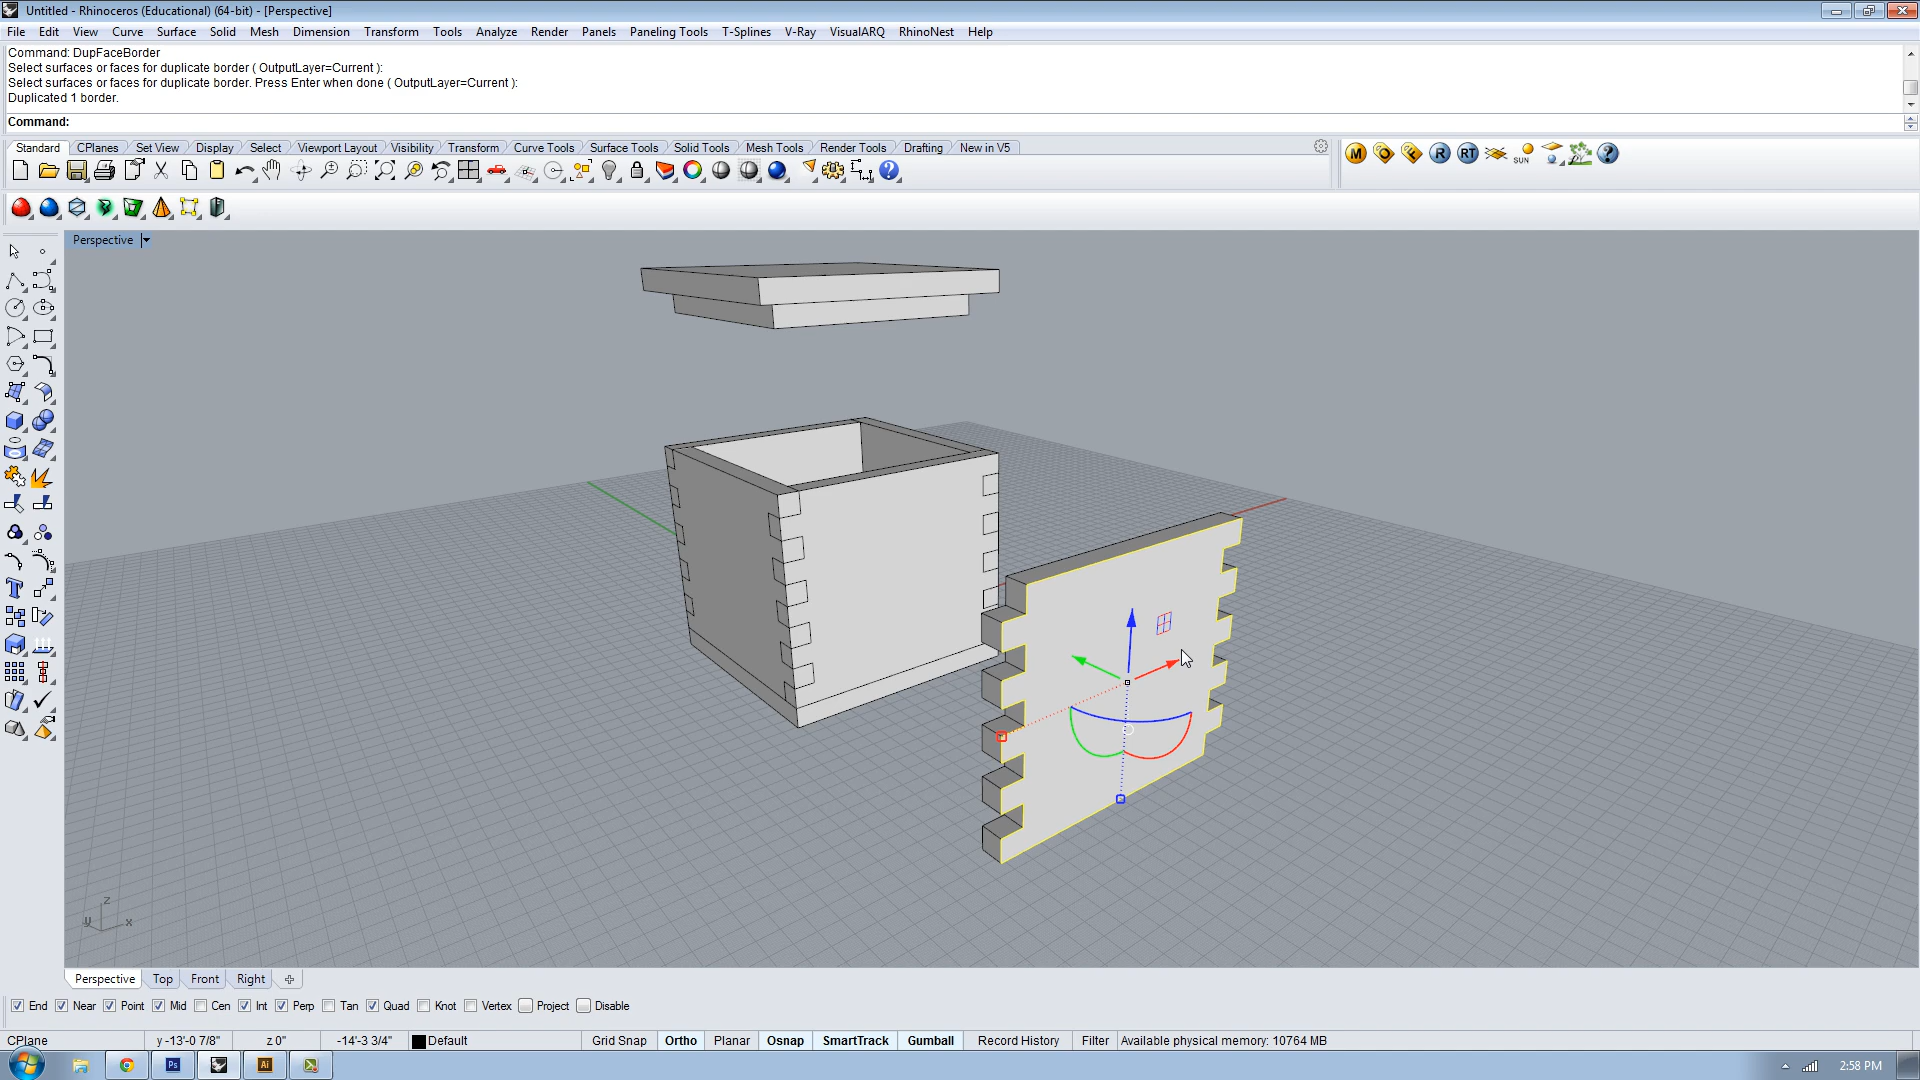 Untitled - Rhinoceros (Educational) (64-bit) - [Perspective]
File Edit View Curve Surface Solid Mesh Dimension Transform Tools Analyze Render Panels Paneling Tools T-Splines V-Ray VisualARQ RhinoNest Help
Command: DupFaceBorder
Select surfaces or faces for duplicate border ( OutputLayer=Current ):
Select surfaces or faces for duplicate border. Press Enter when done ( OutputLayer=Current ):
Duplicated 1 border.
Command:
Standard CPlanes Set View Display Select Viewport Layout Visibility Transform Curve Tools Surface Tools Solid Tools Mesh Tools Render Tools Drafting New in V5
M R RT SUN ?
Perspective
z
y x
Perspective Top Front Right
End Near Point Mid Cen Int Perp Tan Quad Knot Vertex Project Disable
CPlane y -13'-0 7/8" z 0" -14'-3 3/4" Default Grid Snap Ortho Planar Osnap SmartTrack Gumball Record History Filter Available physical memory: 10764 MB
Ps Ai 2:58 PM